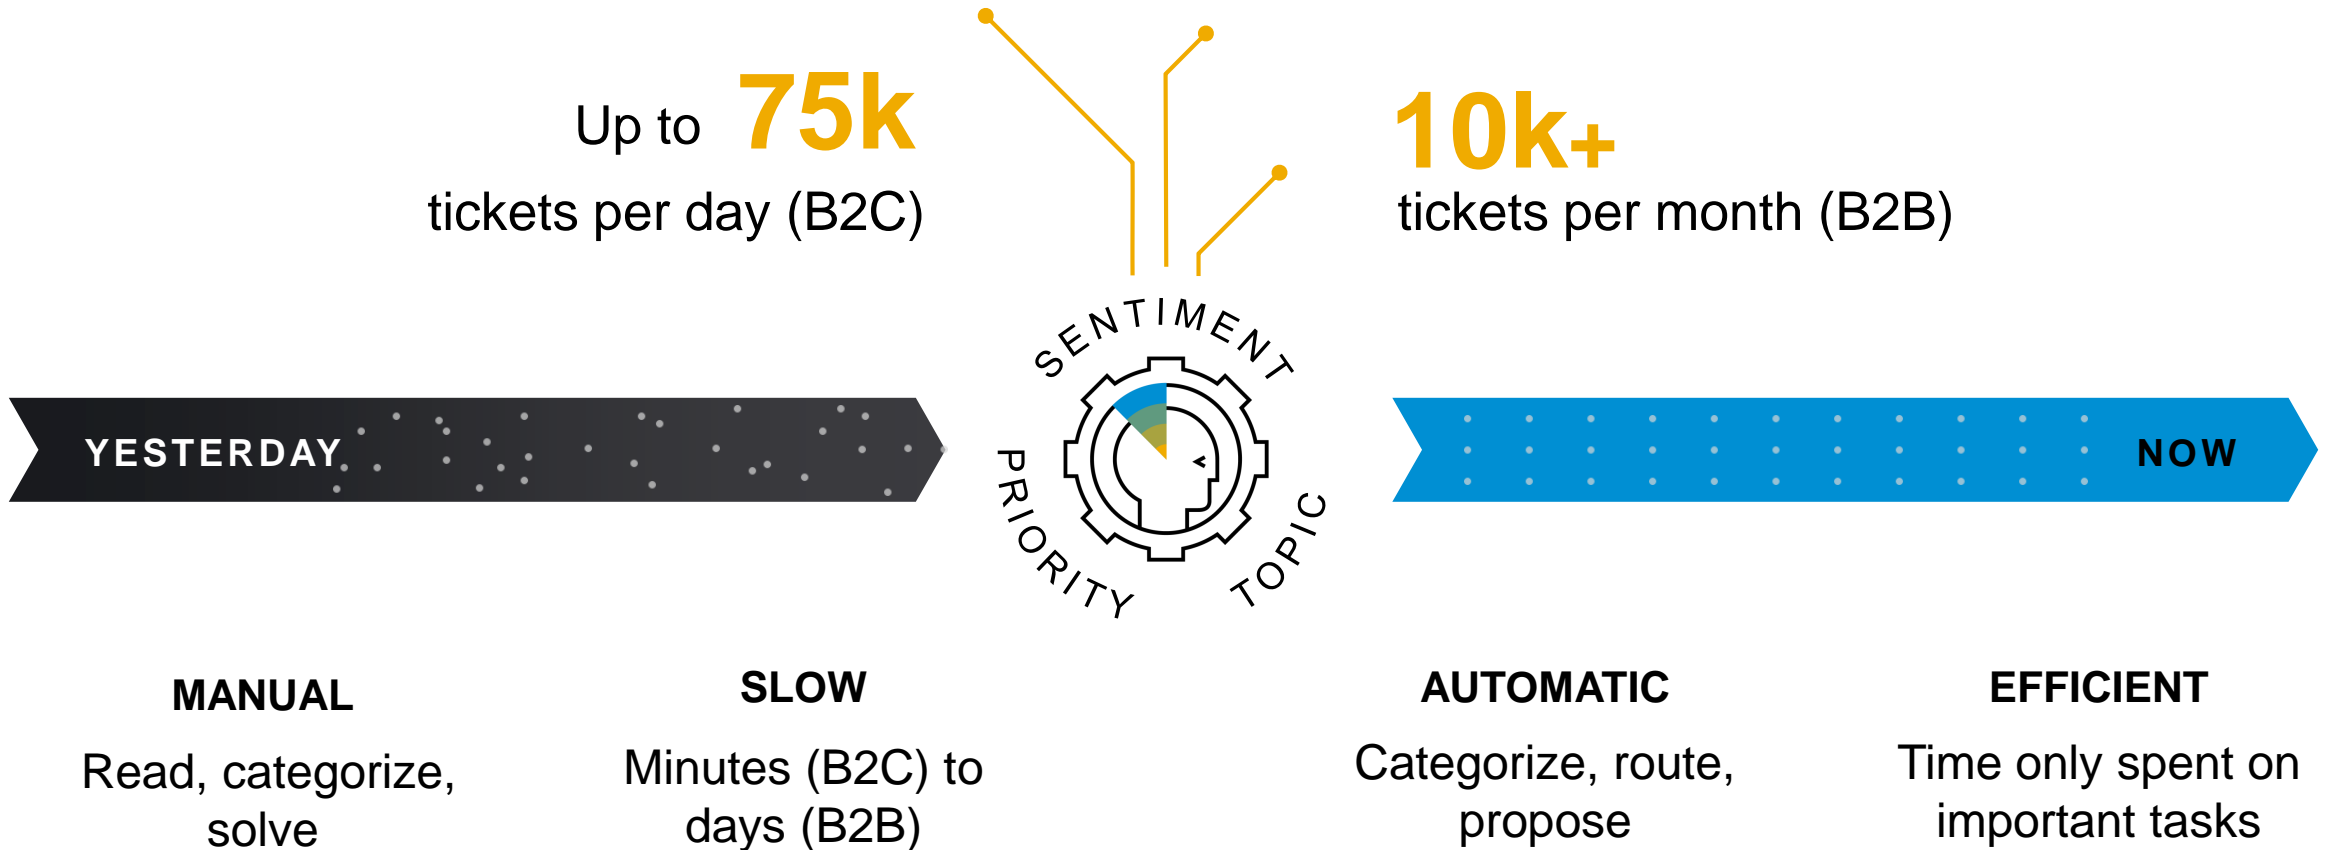 Up to 75k
tickets per day (B2C)
10k+
tickets per month (B2B)
SENTIMENT
PRIORITY
TOPIC
YESTERDAY
NOW
MANUAL
Read, categorize,
solve
SLOW
Minutes (B2C) to
days (B2B)
AUTOMATIC
Categorize, route,
propose
EFFICIENT
Time only spent on
important tasks